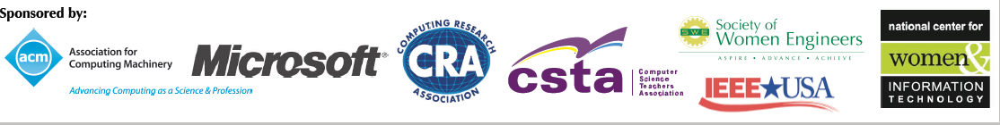 Sponsored by:
acm
Association for
Computing Machinery
Advancing Computing as a Science & Profession
Microsoft®
COMPUTING RESEARCH
CRA
ASSOCIATION
csta
Computer
Science
Teachers
Association
SWE
Society of
Women Engineers
ASPIRE • ADVANCE • ACHIEVE
IEEE★USA
national center for
women&
INFORMATION
TECHNOLOGY